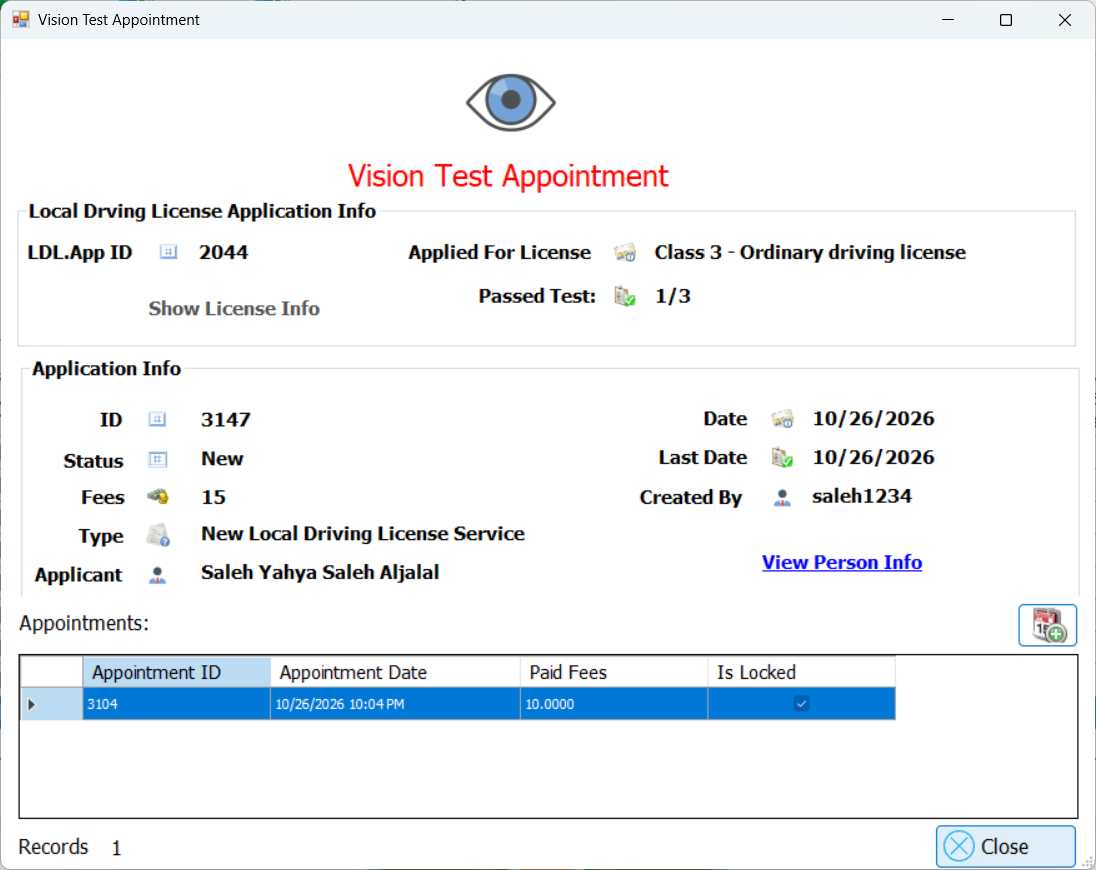 Vision Test Appointment
Vision Test Appointment
Local Drving License Application Info
LDL.App ID 2044 Applied For License Class 3 - Ordinary driving license
Passed Test: 1/3
Show License Info
Application Info
ID 3147 Date 10/26/2026
Status New Last Date 10/26/2026
Fees 15 Created By saleh1234
Type New Local Driving License Service
View Person Info
Applicant Saleh Yahya Saleh Aljalal
Appointments:
Appointment ID Appointment Date Paid Fees Is Locked
3104 10/26/2026 10:04 PM 10.0000
Records 1 Close